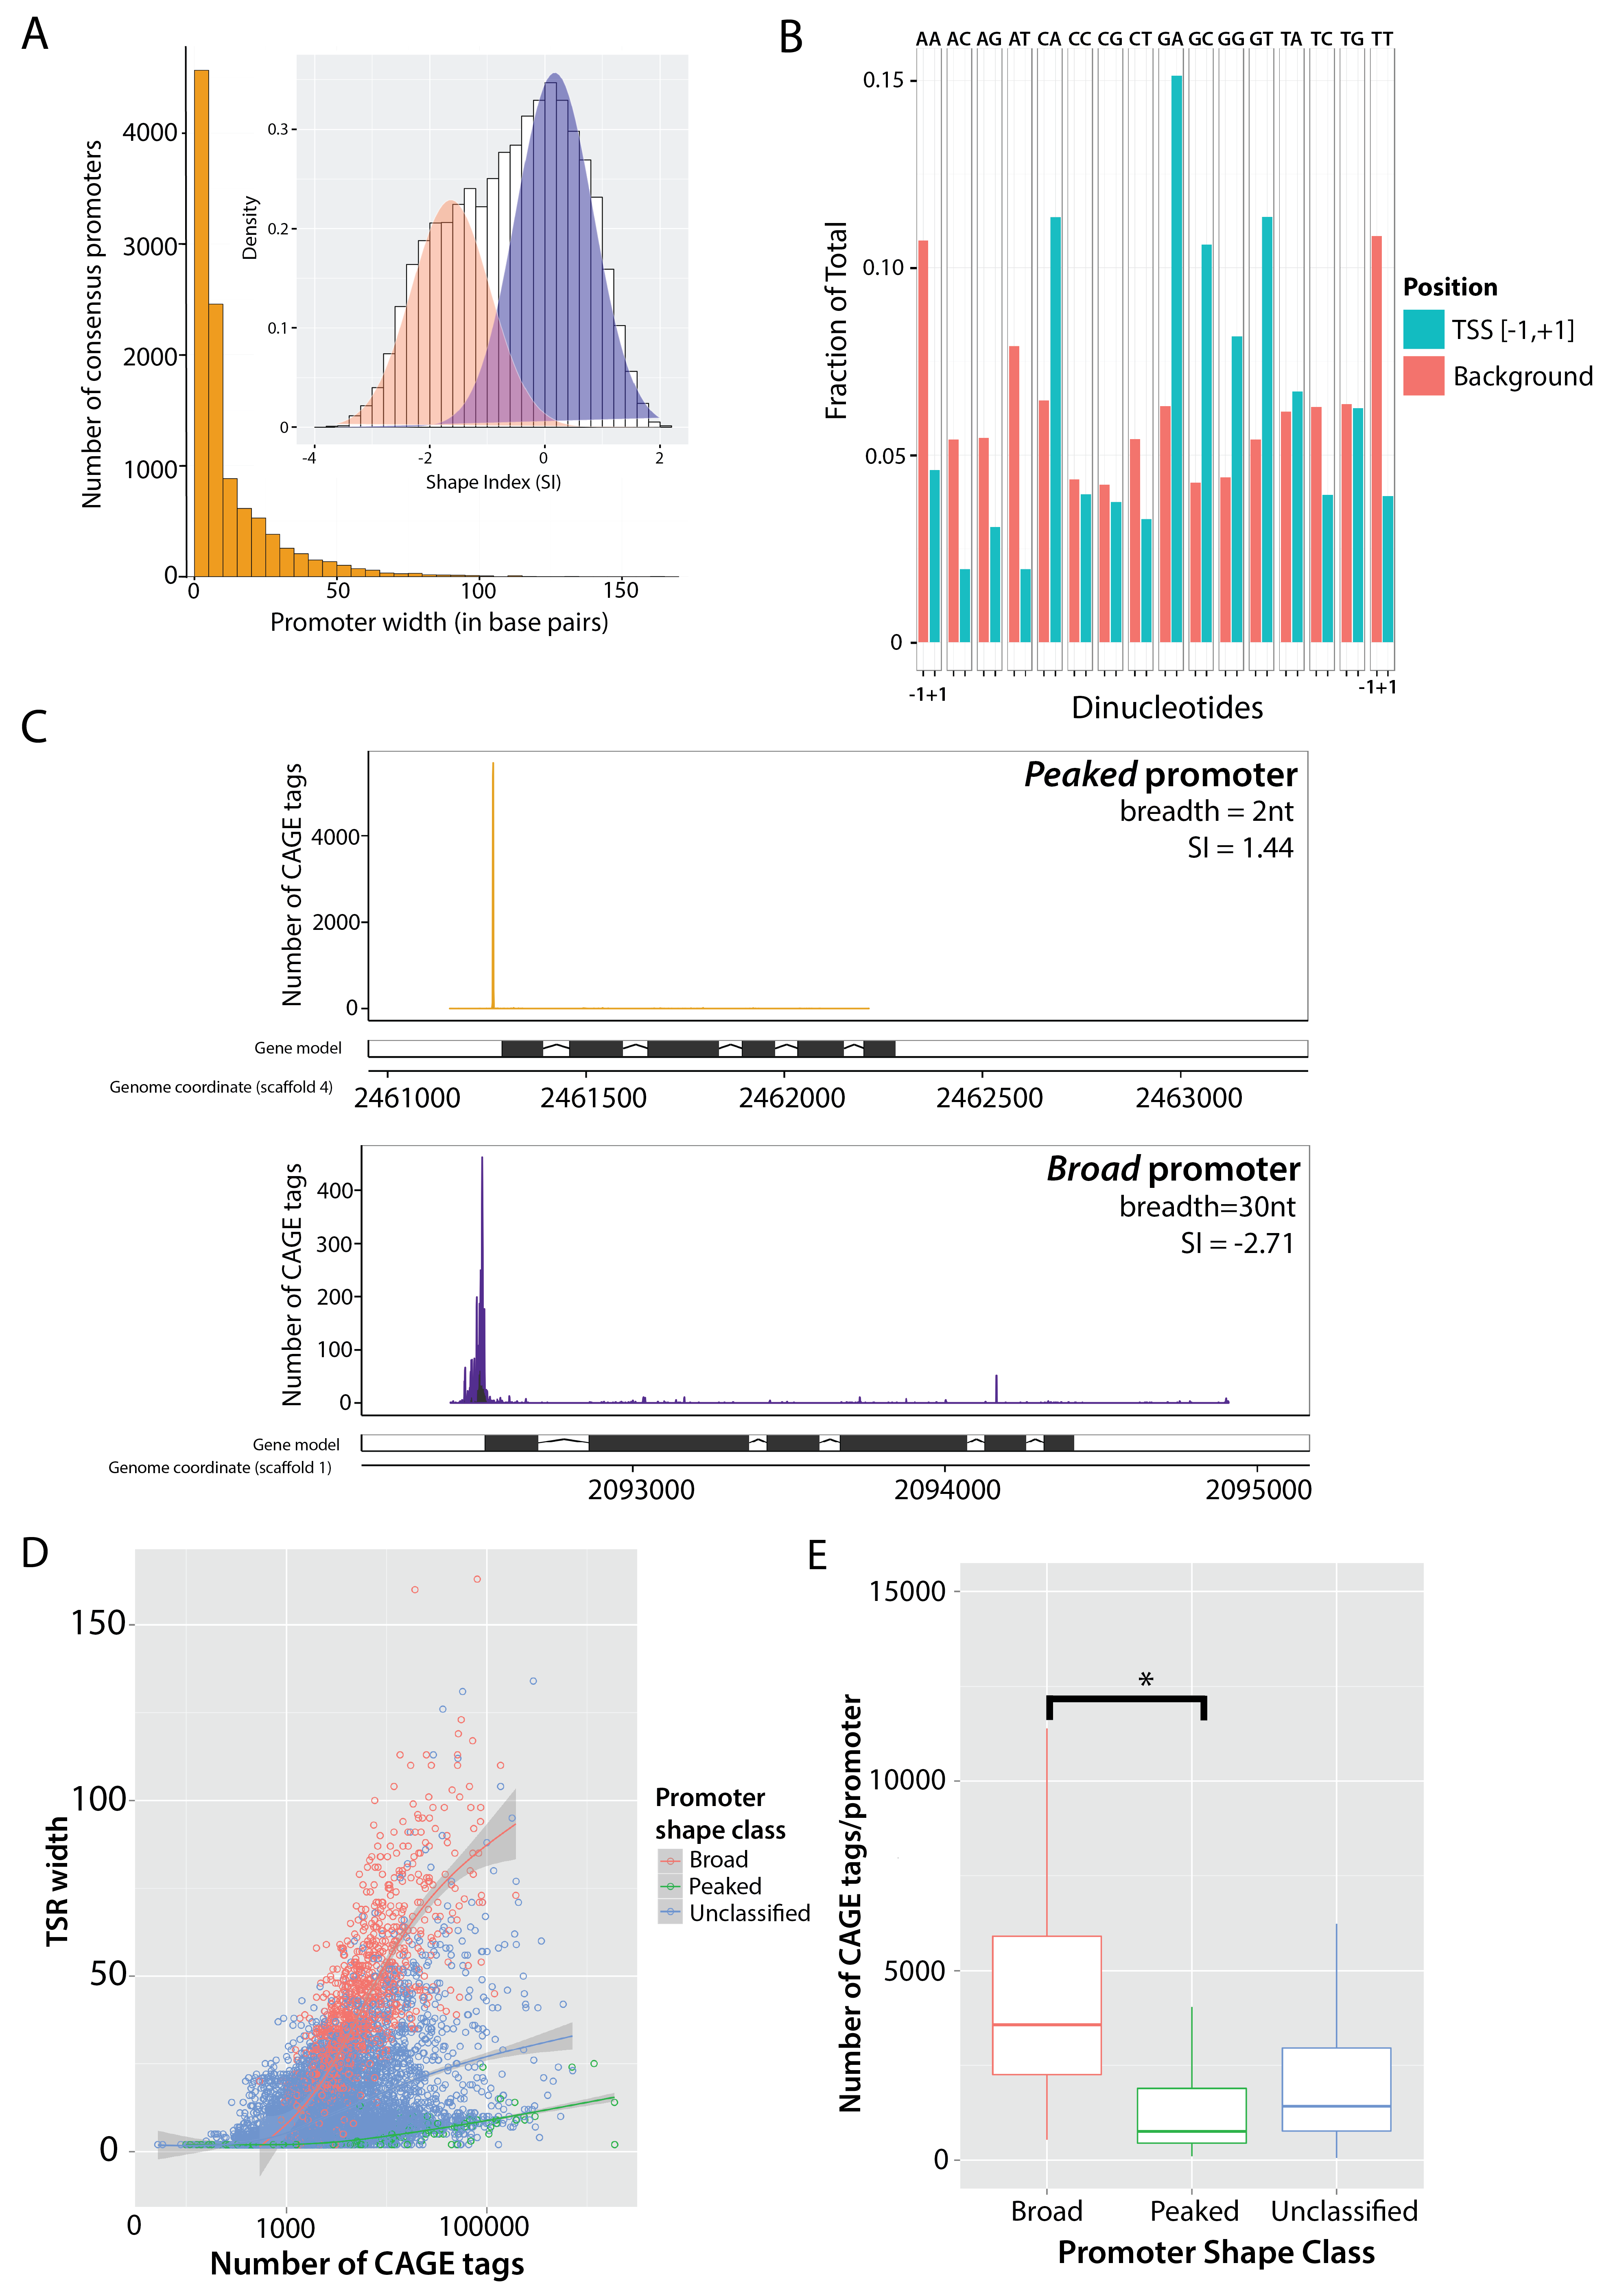 A
Number of consensus promoters
4000
3000
2000
1000
0
0 50 100 150
Promoter width (in base pairs)
Density
0.3
0.2
0.1
0
-4 -2 0 2
Shape Index (SI)
B
AA AC AG AT CA CC CG CT GA GC GG GT TA TC TG TT
Fraction of Total
0.15
0.10
0.05
0
-1+1 -1+1
Dinucleotides
Position
TSS [-1,+1]
Background
C
Number of CAGE tags
4000
2000
0
Peaked promoter
breadth = 2nt
SI = 1.44
Gene model
Genome coordinate (scaffold 4)
2461000 2461500 2462000 2462500 2463000
Number of CAGE tags
400
300
200
100
0
Broad promoter
breadth=30nt
SI = -2.71
Gene model
Genome coordinate (scaffold 1)
2093000 2094000 2095000
D
TSR width
150
100
50
0
0 1000 100000
Number of CAGE tags
Promoter
shape class
Broad
Peaked
Unclassified
E
Number of CAGE tags/promoter
15000
10000
5000
0
*
Broad Peaked Unclassified
Promoter Shape Class